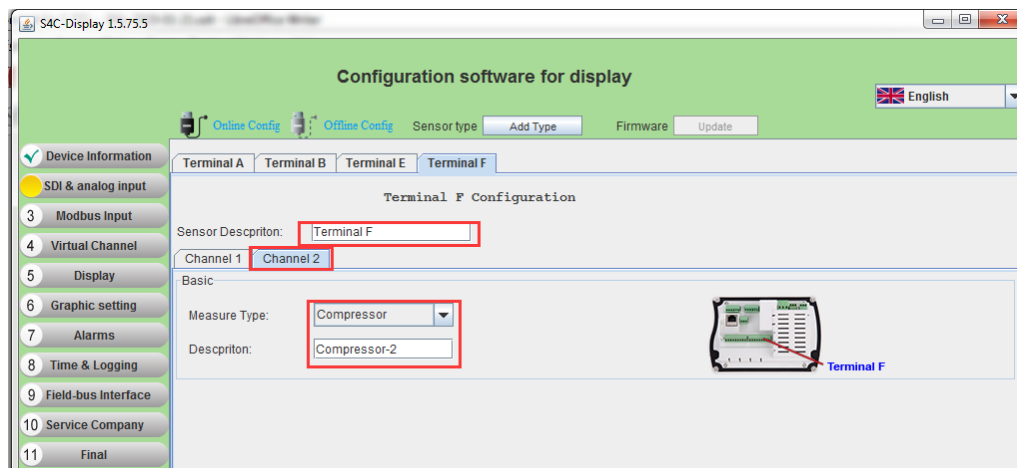 S4C-Display 1.5.75.5
Configuration software for display
English
Online Config Offline Config Sensor type Add Type Firmware Update
Device Information
SDI & analog input
3 Modbus Input
4 Virtual Channel
5 Display
6 Graphic setting
7 Alarms
8 Time & Logging
9 Field-bus Interface
10 Service Company
11 Final
Terminal A Terminal B Terminal E Terminal F
Terminal F Configuration
Sensor Descpriton: Terminal F
Channel 1 Channel 2
Basic
Measure Type: Compressor
Descpriton: Compressor-2
Terminal F